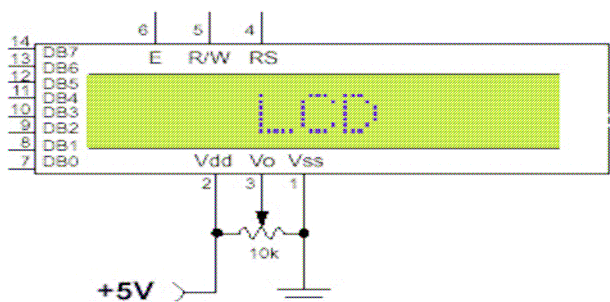 6 5 4
E R/W RS
14 DB7
13 DB6
12 DB5
11 DB4
10 DB3
9 DB2
8 DB1
7 DB0
LCD
Vdd Vo Vss
2 3 1
10k
+5V